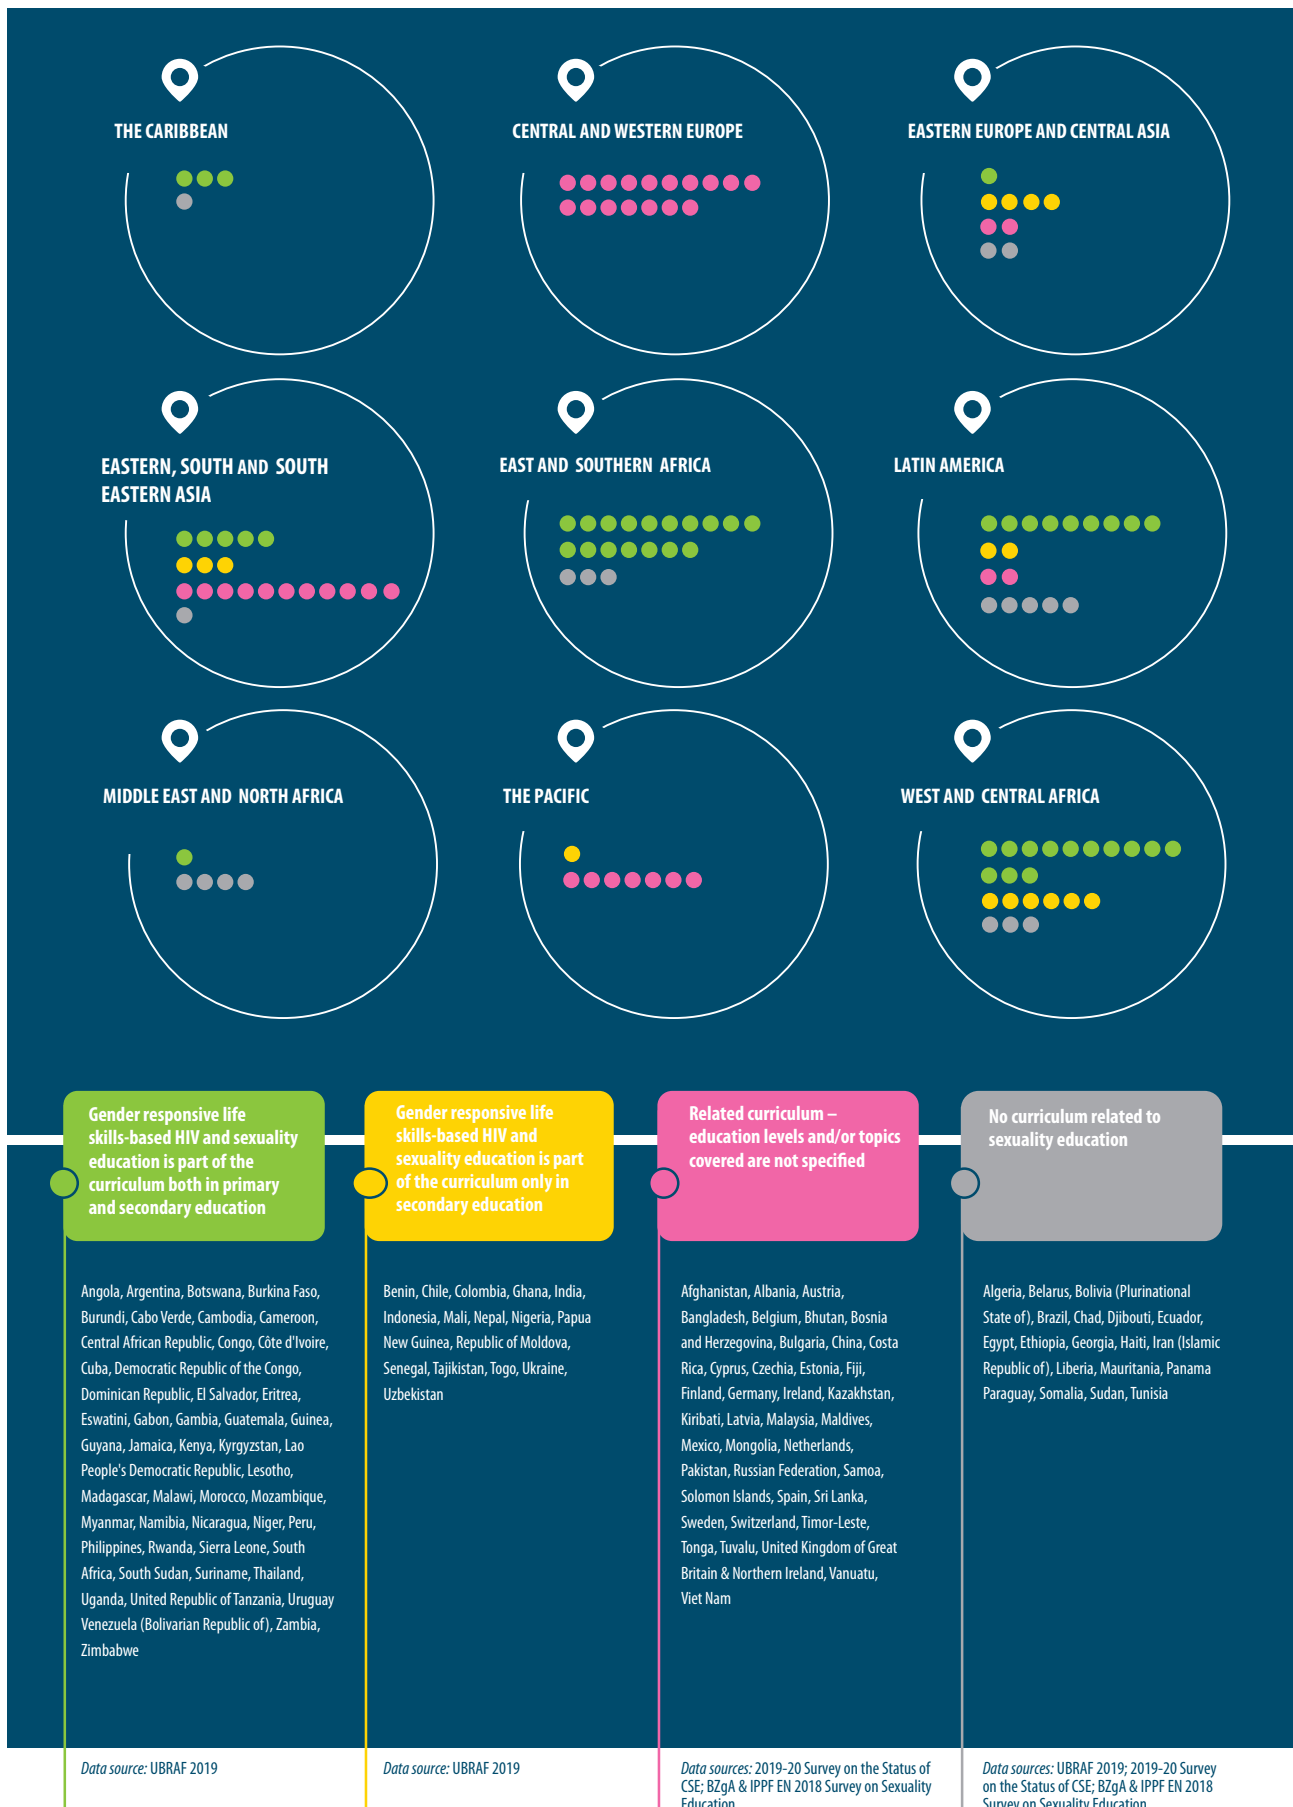 THE CARIBBEAN
CENTRAL AND WESTERN EUROPE
EASTERN EUROPE AND CENTRAL ASIA
EASTERN, SOUTH AND SOUTH
EASTERN ASIA
EAST AND SOUTHERN AFRICA
LATIN AMERICA
MIDDLE EAST AND NORTH AFRICA
THE PACIFIC
WEST AND CENTRAL AFRICA
Gender responsive life
skills-based HIV and sexuality
education is part of the
curriculum both in primary
and secondary education
Angola, Argentina, Botswana, Burkina Faso,
Burundi, Cabo Verde, Cambodia, Cameroon,
Central African Republic, Congo, Côte d'Ivoire,
Cuba, Democratic Republic of the Congo,
Dominican Republic, El Salvador, Eritrea,
Eswatini, Gabon, Gambia, Guatemala, Guinea,
Guyana, Jamaica, Kenya, Kyrgyzstan, Lao
People's Democratic Republic, Lesotho,
Madagascar, Malawi, Morocco, Mozambique,
Myanmar, Namibia, Nicaragua, Niger, Peru,
Philippines, Rwanda, Sierra Leone, South
Africa, South Sudan, Suriname, Thailand,
Uganda, United Republic of Tanzania, Uruguay
Venezuela (Bolivarian Republic of), Zambia,
Zimbabwe
Data source: UBRAF 2019
Gender responsive life
skills-based HIV and
sexuality education is part
of the curriculum only in
secondary education
Benin, Chile, Colombia, Ghana, India,
Indonesia, Mali, Nepal, Nigeria, Papua
New Guinea, Republic of Moldova,
Senegal, Tajikistan, Togo, Ukraine,
Uzbekistan
Data source: UBRAF 2019
Related curriculum –
education levels and/or topics
covered are not specified
Afghanistan, Albania, Austria,
Bangladesh, Belgium, Bhutan, Bosnia
and Herzegovina, Bulgaria, China, Costa
Rica, Cyprus, Czechia, Estonia, Fiji,
Finland, Germany, Ireland, Kazakhstan,
Kiribati, Latvia, Malaysia, Maldives,
Mexico, Mongolia, Netherlands,
Pakistan, Russian Federation, Samoa,
Solomon Islands, Spain, Sri Lanka,
Sweden, Switzerland, Timor-Leste,
Tonga, Tuvalu, United Kingdom of Great
Britain & Northern Ireland, Vanuatu,
Viet Nam
Data sources: 2019-20 Survey on the Status of
CSE; BZgA & IPPF EN 2018 Survey on Sexuality
Education
No curriculum related to
sexuality education
Algeria, Belarus, Bolivia (Plurinational
State of), Brazil, Chad, Djibouti, Ecuador,
Egypt, Ethiopia, Georgia, Haiti, Iran (Islamic
Republic of), Liberia, Mauritania, Panama
Paraguay, Somalia, Sudan, Tunisia
Data sources: UBRAF 2019; 2019-20 Survey
on the Status of CSE; BZgA & IPPF EN 2018
Survey on Sexuality Education